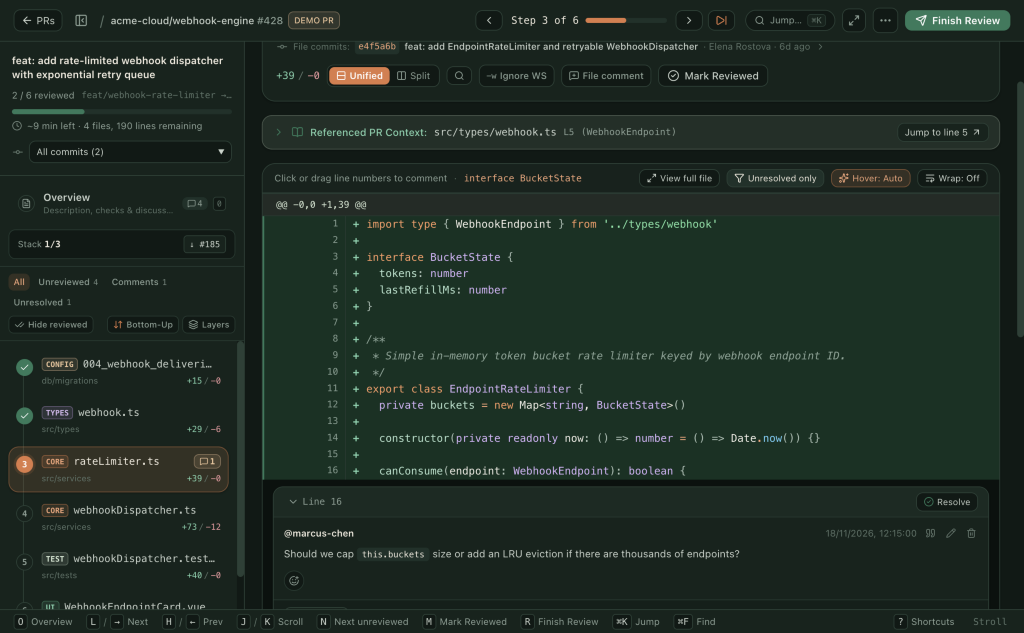 ← PRs / acme-cloud/webhook-engine #428 DEMO PR Step 3 of 6 Jump... ⌘K ... Finish Review
feat: add rate-limited webhook dispatcher
with exponential retry queue
2 / 6 reviewed feat/webhook-rate-limiter →…
~9 min left · 4 files, 190 lines remaining
All commits (2)
Overview
Description, checks & discuss… 4 0
Stack 1/3 ↓ #185
All Unreviewed 4 Comments 1
Unresolved 1
Hide reviewed Bottom-Up Layers
CONFIG 004_webhook_deliveri…
db/migrations +15 / −0
TYPES webhook.ts
src/types +29 / −6
3 CORE rateLimiter.ts 1
src/services +39 / −0
4 CORE webhookDispatcher.ts
src/services +73 / −12
5 TEST webhookDispatcher.test…
src/tests +40 / −0
6 UI WebhookEndpointCard.vue
File commits: e4f5a6b feat: add EndpointRateLimiter and retryable WebhookDispatcher · Elena Rostova · 6d ago
+39 / −0 Unified Split ~w Ignore WS File comment Mark Reviewed
Referenced PR Context: src/types/webhook.ts L5 (WebhookEndpoint) Jump to line 5
Click or drag line numbers to comment · interface BucketState View full file Unresolved only Hover: Auto Wrap: Off
@@ -0,0 +1,39 @@
1 + import type { WebhookEndpoint } from '../types/webhook'
2 +
3 + interface BucketState {
4 + tokens: number
5 + lastRefillMs: number
6 + }
7 +
8 + /**
9 + * Simple in-memory token bucket rate limiter keyed by webhook endpoint ID.
10 + */
11 + export class EndpointRateLimiter {
12 + private buckets = new Map<string, BucketState>()
13 +
14 + constructor(private readonly now: () => number = () => Date.now()) {}
15 +
16 + canConsume(endpoint: WebhookEndpoint): boolean {
Line 16 Resolve
@marcus-chen 18/11/2026, 12:15:00
Should we cap this.buckets size or add an LRU eviction if there are thousands of endpoints?
O Overview L / → Next H / ← Prev J / K Scroll N Next unreviewed M Mark Reviewed R Finish Review ⌘K Jump ⌘F Find ? Shortcuts Stroll